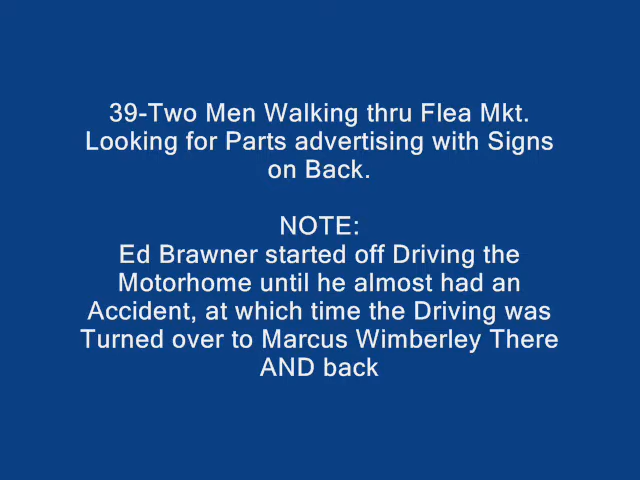 39-Two Men Walking thru Flea Mkt.
Looking for Parts advertising with Signs
on Back.
NOTE:
Ed Brawner started off Driving the
Motorhome until he almost had an
Accident, at which time the Driving was
Turned over to Marcus Wimberley There
AND back